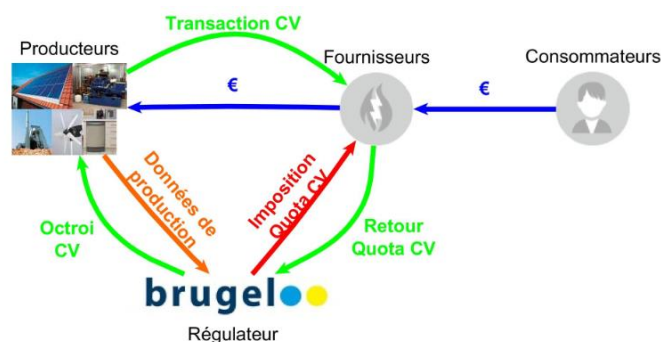 Transaction CV
Producteurs
Fournisseurs
Consommateurs
€
€
Données de
production
Imposition
Quota CV
Octroi
CV
Retour
Quota CV
brugel
Régulateur